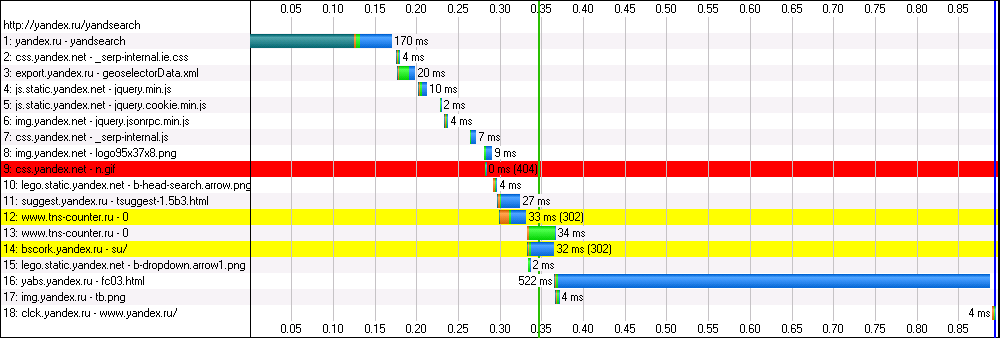 0.05 0.10 0.15 0.20 0.25 0.30 0.35 0.40 0.45 0.50 0.55 0.60 0.65 0.70 0.75 0.80 0.85
http://yandex.ru/yandsearch
1: yandex.ru - yandsearch 170 ms
2: css.yandex.net - _serp-internal.ie.css 4 ms
3: export.yandex.ru - geoselectorData.xml 20 ms
4: js.static.yandex.net - jquery.min.js 10 ms
5: js.static.yandex.net - jquery.cookie.min.js 2 ms
6: img.yandex.net - jquery.jsonrpc.min.js 4 ms
7: css.yandex.net - _serp-internal.js 7 ms
8: img.yandex.net - logo95x37x8.png 9 ms
9: css.yandex.net - n.gif 0 ms (404)
10: lego.static.yandex.net - b-head-search.arrow.png 4 ms
11: suggest.yandex.ru - tsuggest-1.5b3.html 27 ms
12: www.tns-counter.ru - 0 33 ms (302)
13: www.tns-counter.ru - 0 34 ms
14: bscork.yandex.ru - su/ 32 ms (302)
15: lego.static.yandex.net - b-dropdown.arrow1.png 2 ms
16: yabs.yandex.ru - fc03.html 522 ms
17: img.yandex.ru - tb.png 4 ms
18: clck.yandex.ru - www.yandex.ru/ 4 ms
0.05 0.10 0.15 0.20 0.25 0.30 0.35 0.40 0.45 0.50 0.55 0.60 0.65 0.70 0.75 0.80 0.85